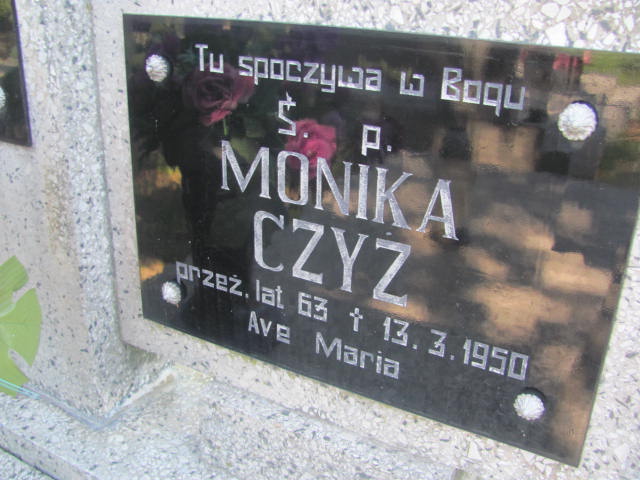 Tu spoczywa w Bogu
Ś. p.
MONIKA
CZYŻ
przeż. lat 63 † 13. 3. 1950
Ave Maria